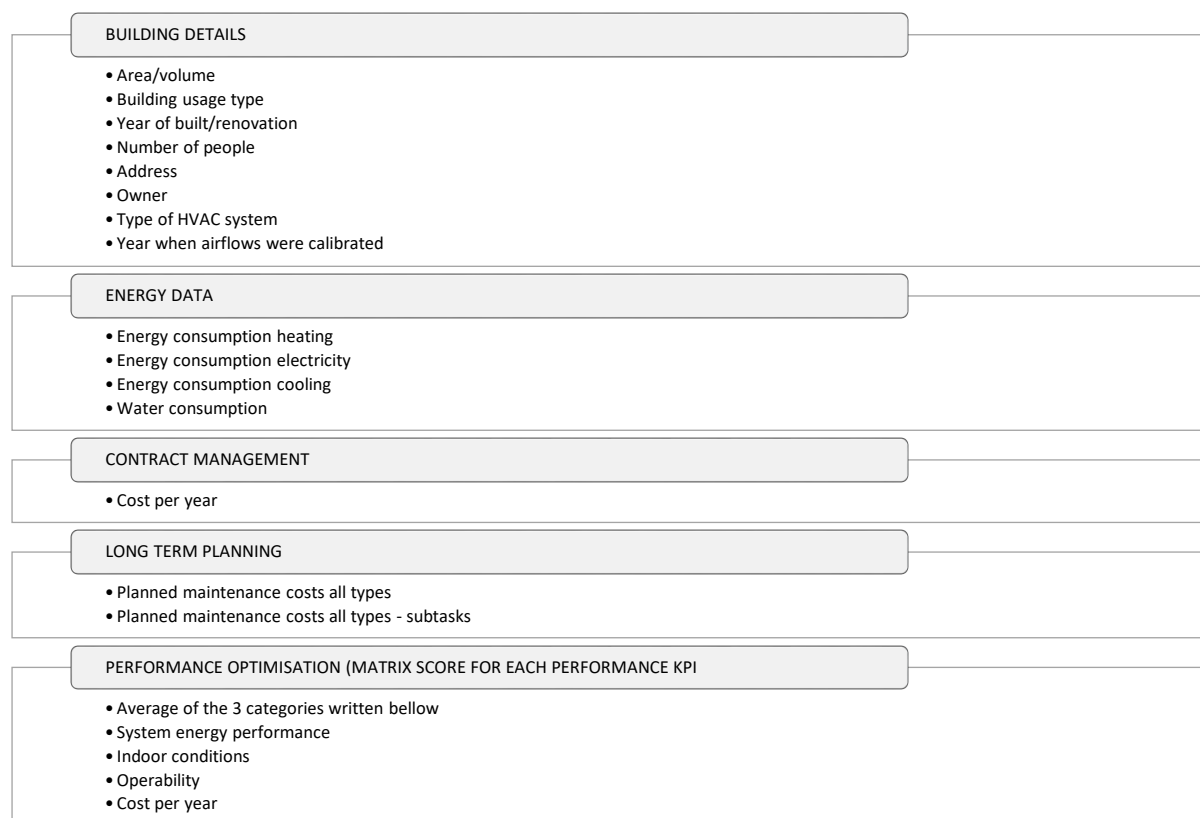 BUILDING DETAILS
• Area/volume
• Building usage type
• Year of built/renovation
• Number of people
• Address
• Owner
• Type of HVAC system
• Year when airflows were calibrated
ENERGY DATA
• Energy consumption heating
• Energy consumption electricity
• Energy consumption cooling
• Water consumption
CONTRACT MANAGEMENT
• Cost per year
LONG TERM PLANNING
• Planned maintenance costs all types
• Planned maintenance costs all types - subtasks
PERFORMANCE OPTIMISATION (MATRIX SCORE FOR EACH PERFORMANCE KPI
• Average of the 3 categories written bellow
• System energy performance
• Indoor conditions
• Operability
• Cost per year